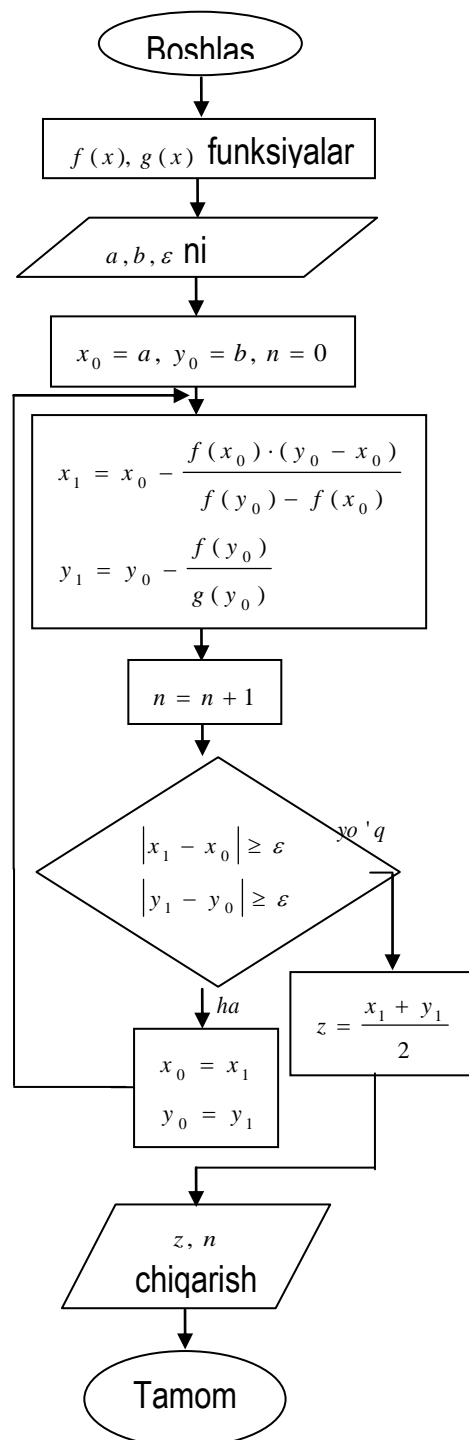 Boshlas
f(x), g(x) funksiyalar
a, b, ε ni
x₀ = a, y₀ = b, n = 0
x₁ = x₀ − f(x₀)·(y₀ − x₀) / f(y₀) − f(x₀)
y₁ = y₀ − f(y₀) / g(y₀)
n = n + 1
|x₁ − x₀| ≥ ε
|y₁ − y₀| ≥ ε
yo'q
ha
x₀ = x₁
y₀ = y₁
z = x₁ + y₁ / 2
z, n
chiqarish
Tamom